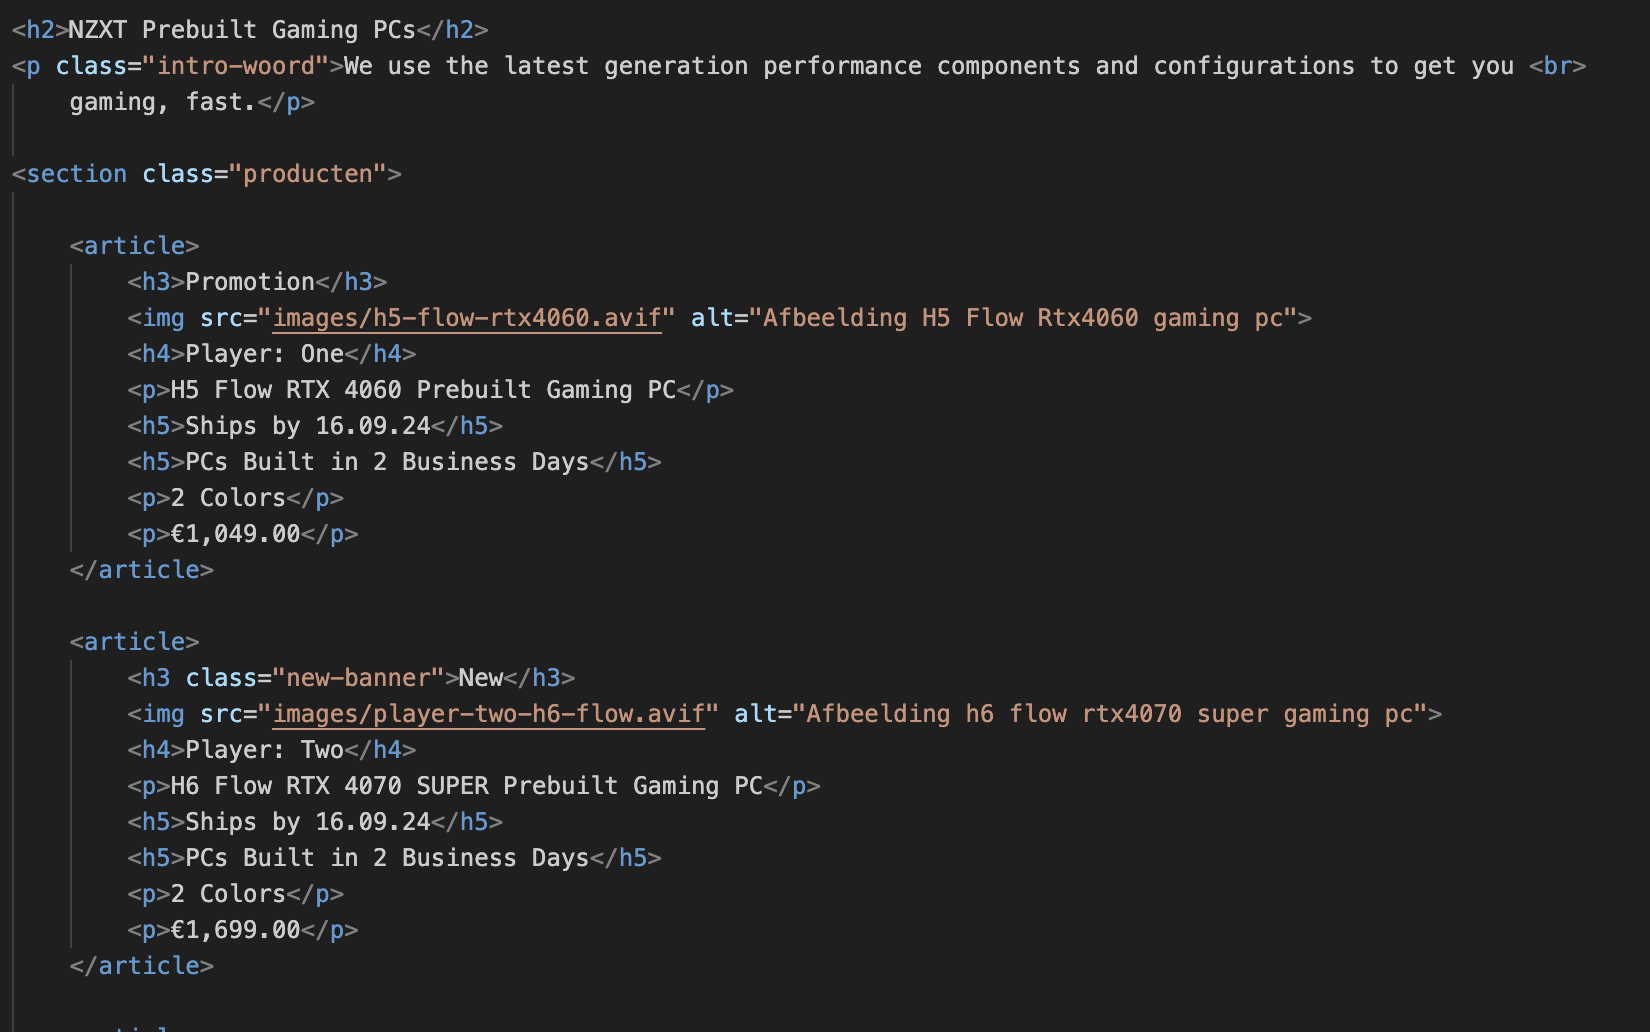 <h2>NZXT Prebuilt Gaming PCs</h2>
<p class="intro-woord">We use the latest generation performance components and configurations to get you <br>
gaming, fast.</p>
<section class="producten">
<article>
<h3>Promotion</h3>
<img src="images/h5-flow-rtx4060.avif" alt="Afbeelding H5 Flow Rtx4060 gaming pc">
<h4>Player: One</h4>
<p>H5 Flow RTX 4060 Prebuilt Gaming PC</p>
<h5>Ships by 16.09.24</h5>
<h5>PCs Built in 2 Business Days</h5>
<p>2 Colors</p>
<p>€1,049.00</p>
</article>
<article>
<h3 class="new-banner">New</h3>
<img src="images/player-two-h6-flow.avif" alt="Afbeelding h6 flow rtx4070 super gaming pc">
<h4>Player: Two</h4>
<p>H6 Flow RTX 4070 SUPER Prebuilt Gaming PC</p>
<h5>Ships by 16.09.24</h5>
<h5>PCs Built in 2 Business Days</h5>
<p>2 Colors</p>
<p>€1,699.00</p>
</article>